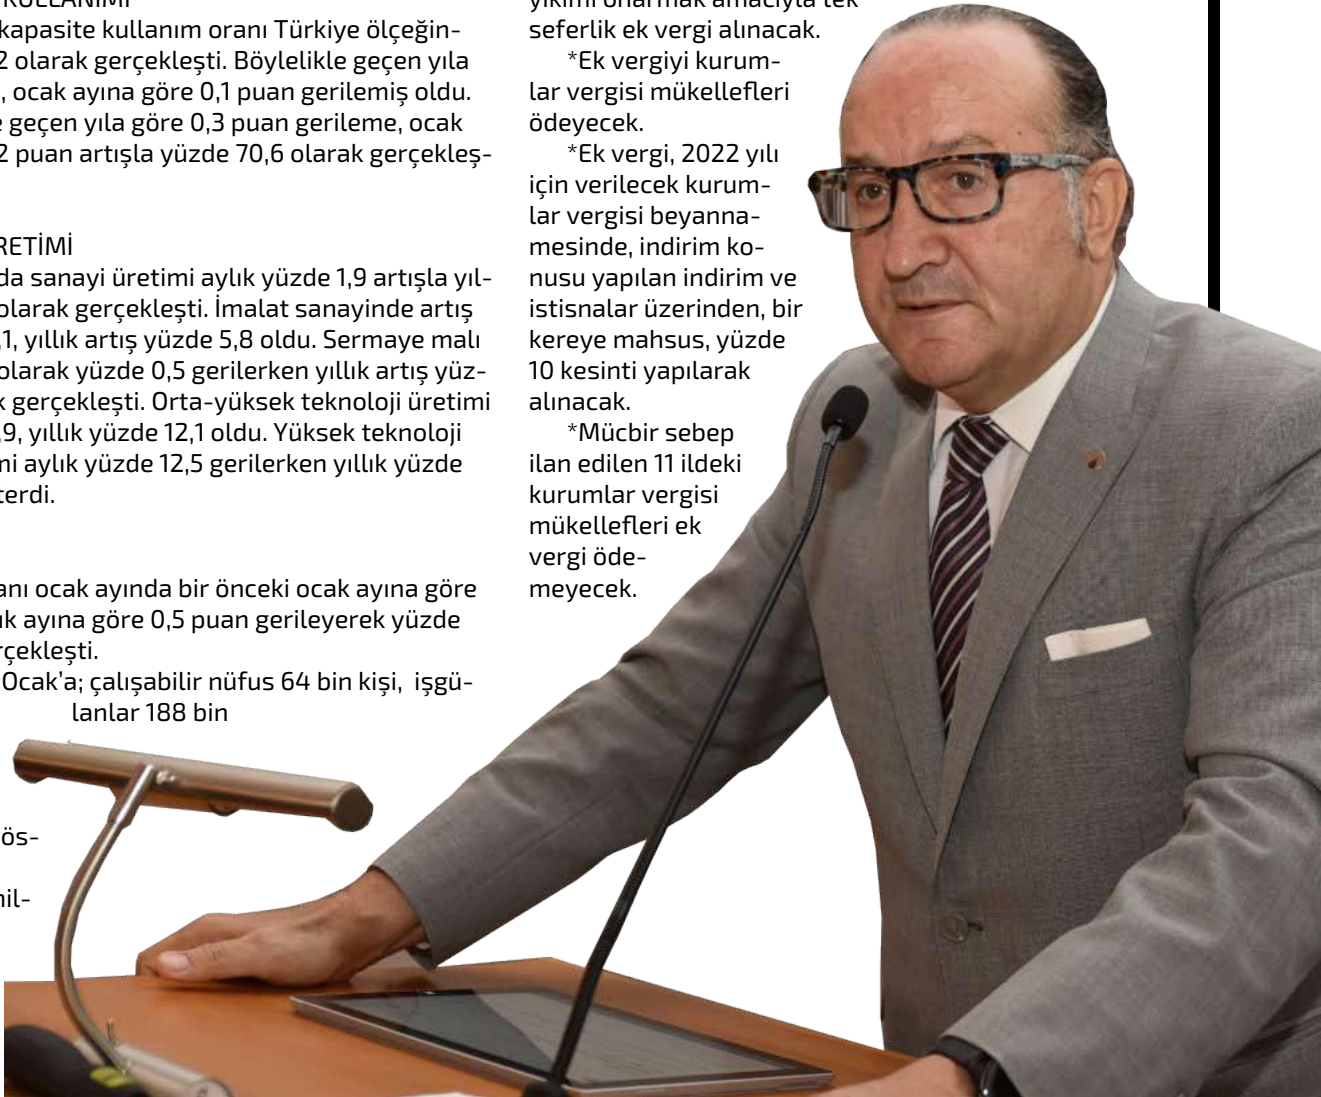 KULLANIMI
kapasite kullanım oranı Türkiye ölçeğin-
2 olarak gerçekleşti. Böylelikle geçen yıla
, ocak ayına göre 0,1 puan gerilemiş oldu.
geçen yıla göre 0,3 puan gerileme, ocak
2 puan artışla yüzde 70,6 olarak gerçekleş-
RETİMİ
da sanayi üretimi aylık yüzde 1,9 artışla yıl-
olarak gerçekleşti. İmalat sanayinde artış
,1, yıllık artış yüzde 5,8 oldu. Sermaye malı
olarak yüzde 0,5 gerilerken yıllık artış yüz-
k gerçekleşti. Orta-yüksek teknoloji üretimi
,9, yıllık yüzde 12,1 oldu. Yüksek teknoloji
mi aylık yüzde 12,5 gerilerken yıllık yüzde
terdi.
anı ocak ayında bir önceki ocak ayına göre
ık ayına göre 0,5 puan gerileyerek yüzde
rçekleşti.
Ocak'a; çalışabilir nüfus 64 bin kişi, işgü-
lanlar 188 bin
ös-
il-
yıkımı onarmak amacıyla tek
seferlik ek vergi alınacak.
*Ek vergiyi kurum-
lar vergisi mükellefleri
ödeyecek.
*Ek vergi, 2022 yılı
için verilecek kurum-
lar vergisi beyanna-
mesinde, indirim ko-
nusu yapılan indirim ve
istisnalar üzerinden, bir
kereye mahsus, yüzde
10 kesinti yapılarak
alınacak.
*Mücbir sebep
ilan edilen 11 ildeki
kurumlar vergisi
mükellefleri ek
vergi öde-
meyecek.